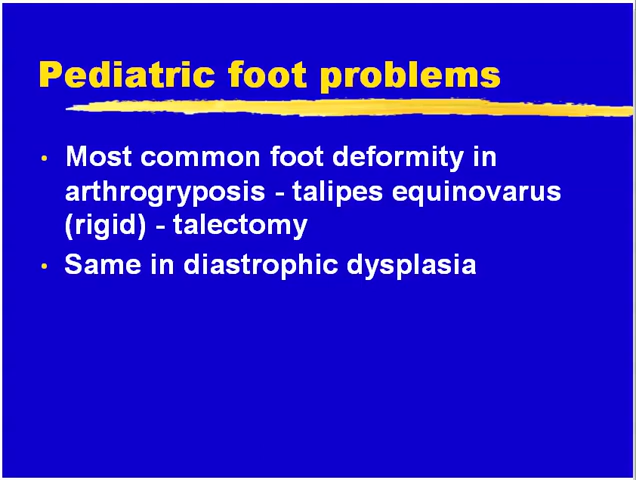 Pediatric foot problems
• Most common foot deformity in
arthrogryposis - talipes equinovarus
(rigid) - talectomy
• Same in diastrophic dysplasia